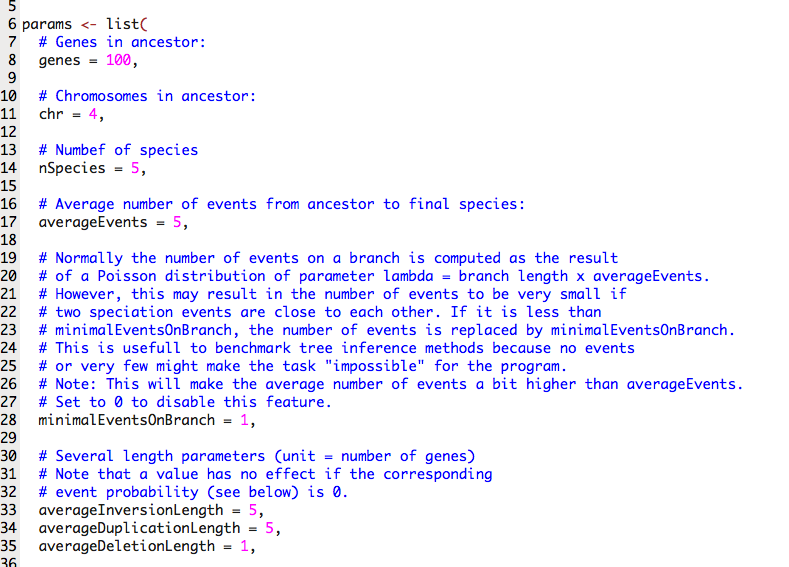 5
6 params <- list(
7 # Genes in ancestor:
8 genes = 100,
9
10 # Chromosomes in ancestor:
11 chr = 4,
12
13 # Numbef of species
14 nSpecies = 5,
15
16 # Average number of events from ancestor to final species:
17 averageEvents = 5,
18
19 # Normally the number of events on a branch is computed as the result
20 # of a Poisson distribution of parameter lambda = branch length x averageEvents.
21 # However, this may result in the number of events to be very small if
22 # two speciation events are close to each other. If it is less than
23 # minimalEventsOnBranch, the number of events is replaced by minimalEventsOnBranch.
24 # This is usefull to benchmark tree inference methods because no events
25 # or very few might make the task "impossible" for the program.
26 # Note: This will make the average number of events a bit higher than averageEvents.
27 # Set to 0 to disable this feature.
28 minimalEventsOnBranch = 1,
29
30 # Several length parameters (unit = number of genes)
31 # Note that a value has no effect if the corresponding
32 # event probability (see below) is 0.
33 averageInversionLength = 5,
34 averageDuplicationLength = 5,
35 averageDeletionLength = 1,
36